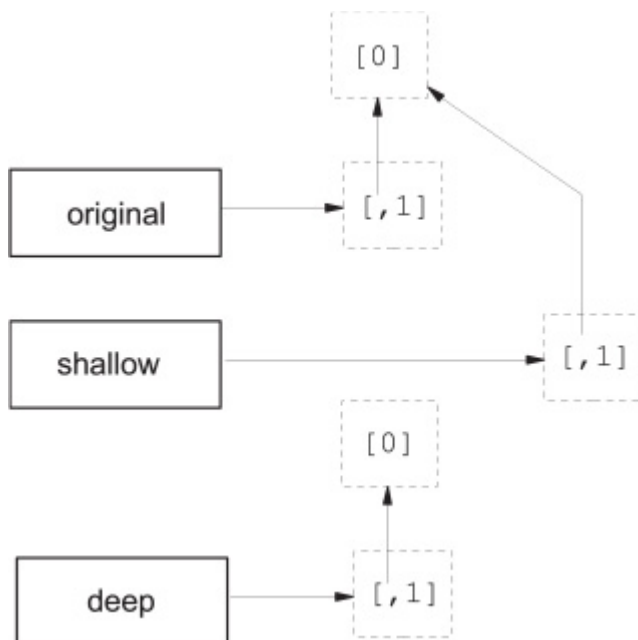 [0]
original
[,1]
shallow
[,1]
[0]
deep
[,1]